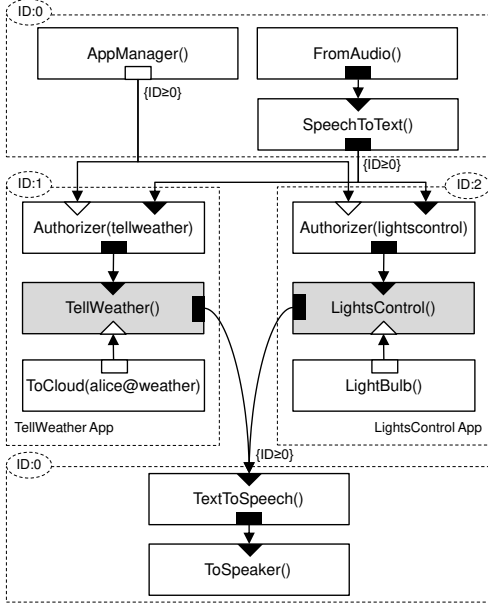 ID:0
AppManager()
FromAudio()
{ID≥0}
SpeechToText()
{ID≥0}
ID:1
ID:2
Authorizer(tellweather)
Authorizer(lightscontrol)
TellWeather()
LightsControl()
ToCloud(alice@weather)
LightBulb()
TellWeather App
LightsControl App
{ID≥0}
ID:0
TextToSpeech()
ToSpeaker()